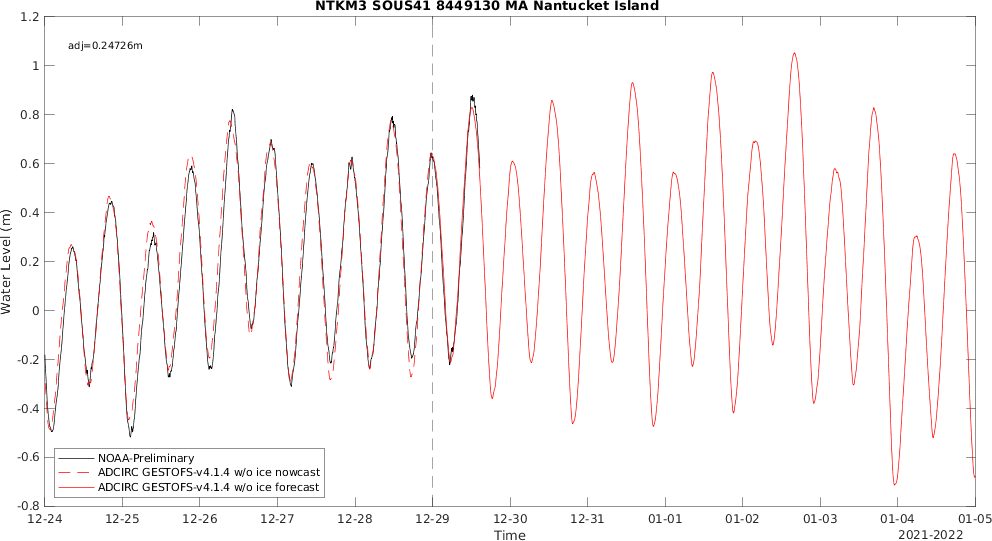 NTKM3 SOUS41 8449130 MA Nantucket Island
adj=0.24726m
Water Level (m)
1.2
1
0.8
0.6
0.4
0.2
0
-0.2
-0.4
-0.6
-0.8
NOAA-Preliminary
ADCIRC GESTOFS-v4.1.4 w/o ice nowcast
ADCIRC GESTOFS-v4.1.4 w/o ice forecast
12-24 12-25 12-26 12-27 12-28 12-29 12-30 12-31 01-01 01-02 01-03 01-04 01-05
Time
2021-2022